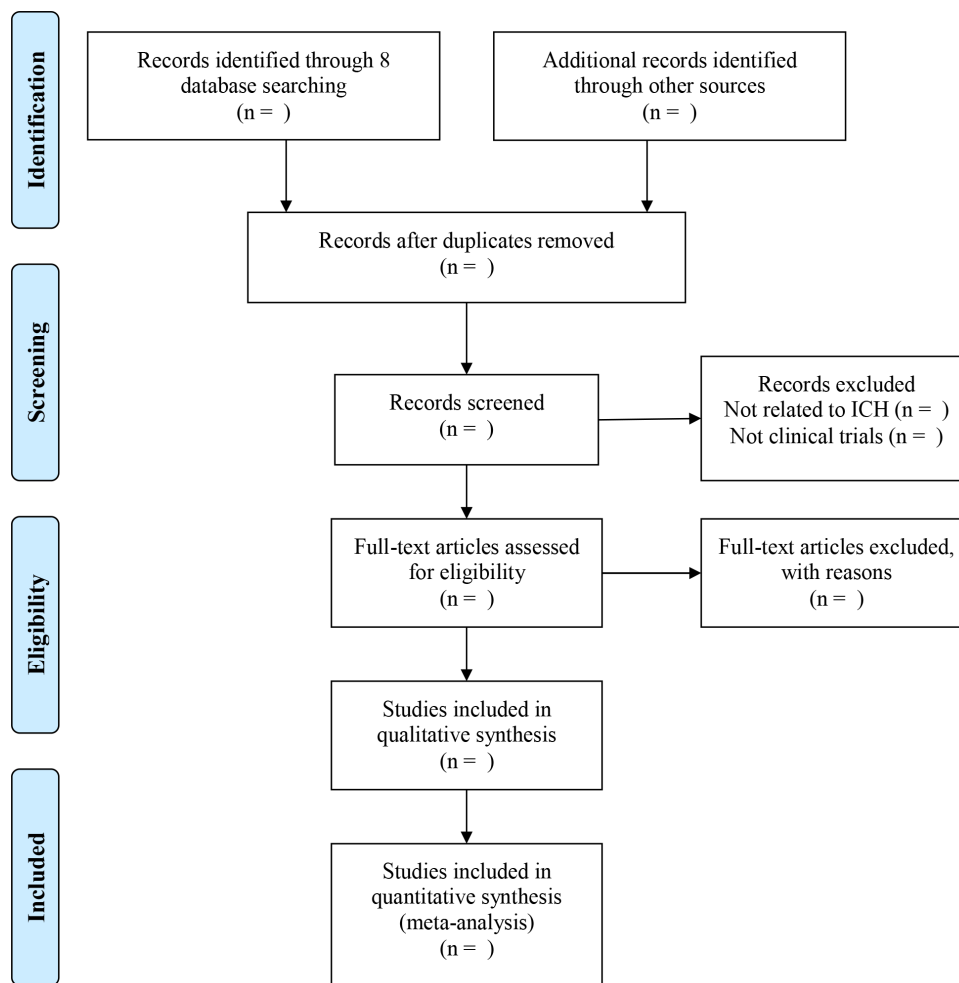 Identification
Records identified through 8
database searching
(n =  )
Additional records identified
through other sources
(n =  )
Records after duplicates removed
(n =  )
Screening
Records screened
(n =  )
Records excluded
Not related to ICH (n =  )
Not clinical trials (n =  )
Eligibility
Full-text articles assessed
for eligibility
(n =  )
Full-text articles excluded,
with reasons
(n =  )
Studies included in
qualitative synthesis
(n =  )
Included
Studies included in
quantitative synthesis
(meta-analysis)
(n =  )